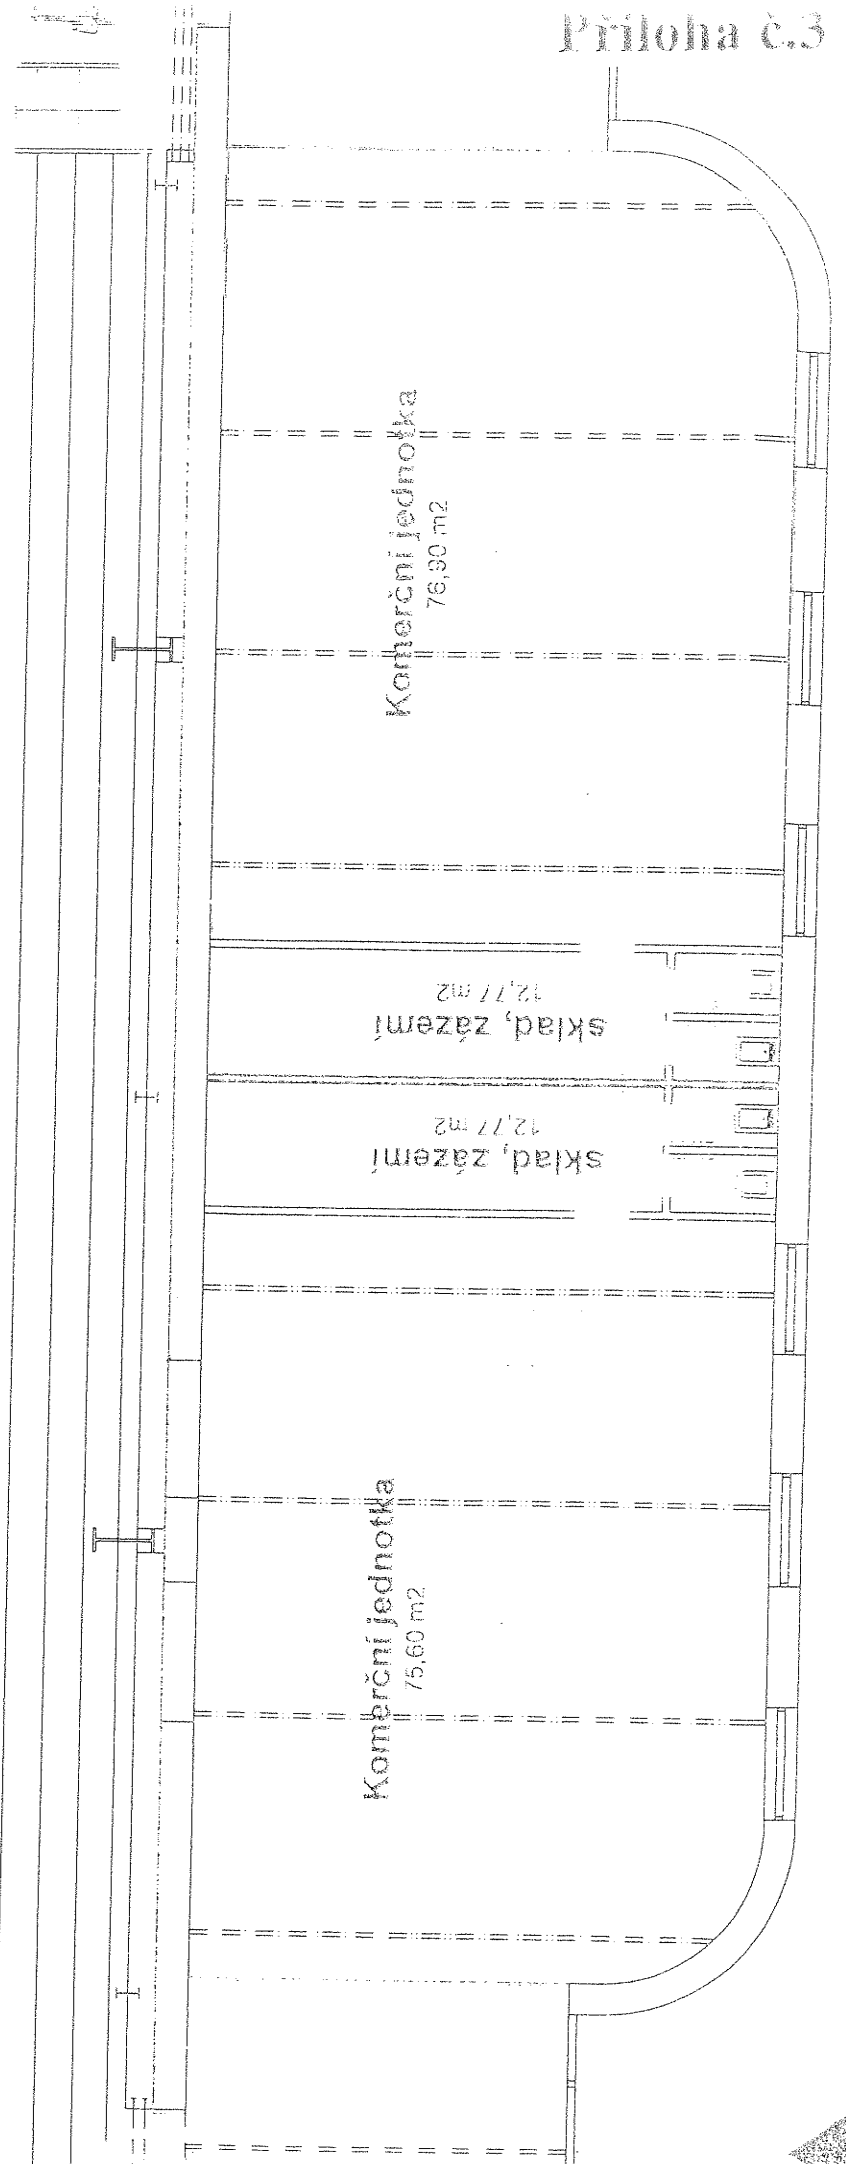 Příloha č.3
Komerční jednotka
76,90 m2
sklad, zázemí
12,77 m2
sklad, zázemí
12,77 m2
Komerční jednotka
75,60 m2